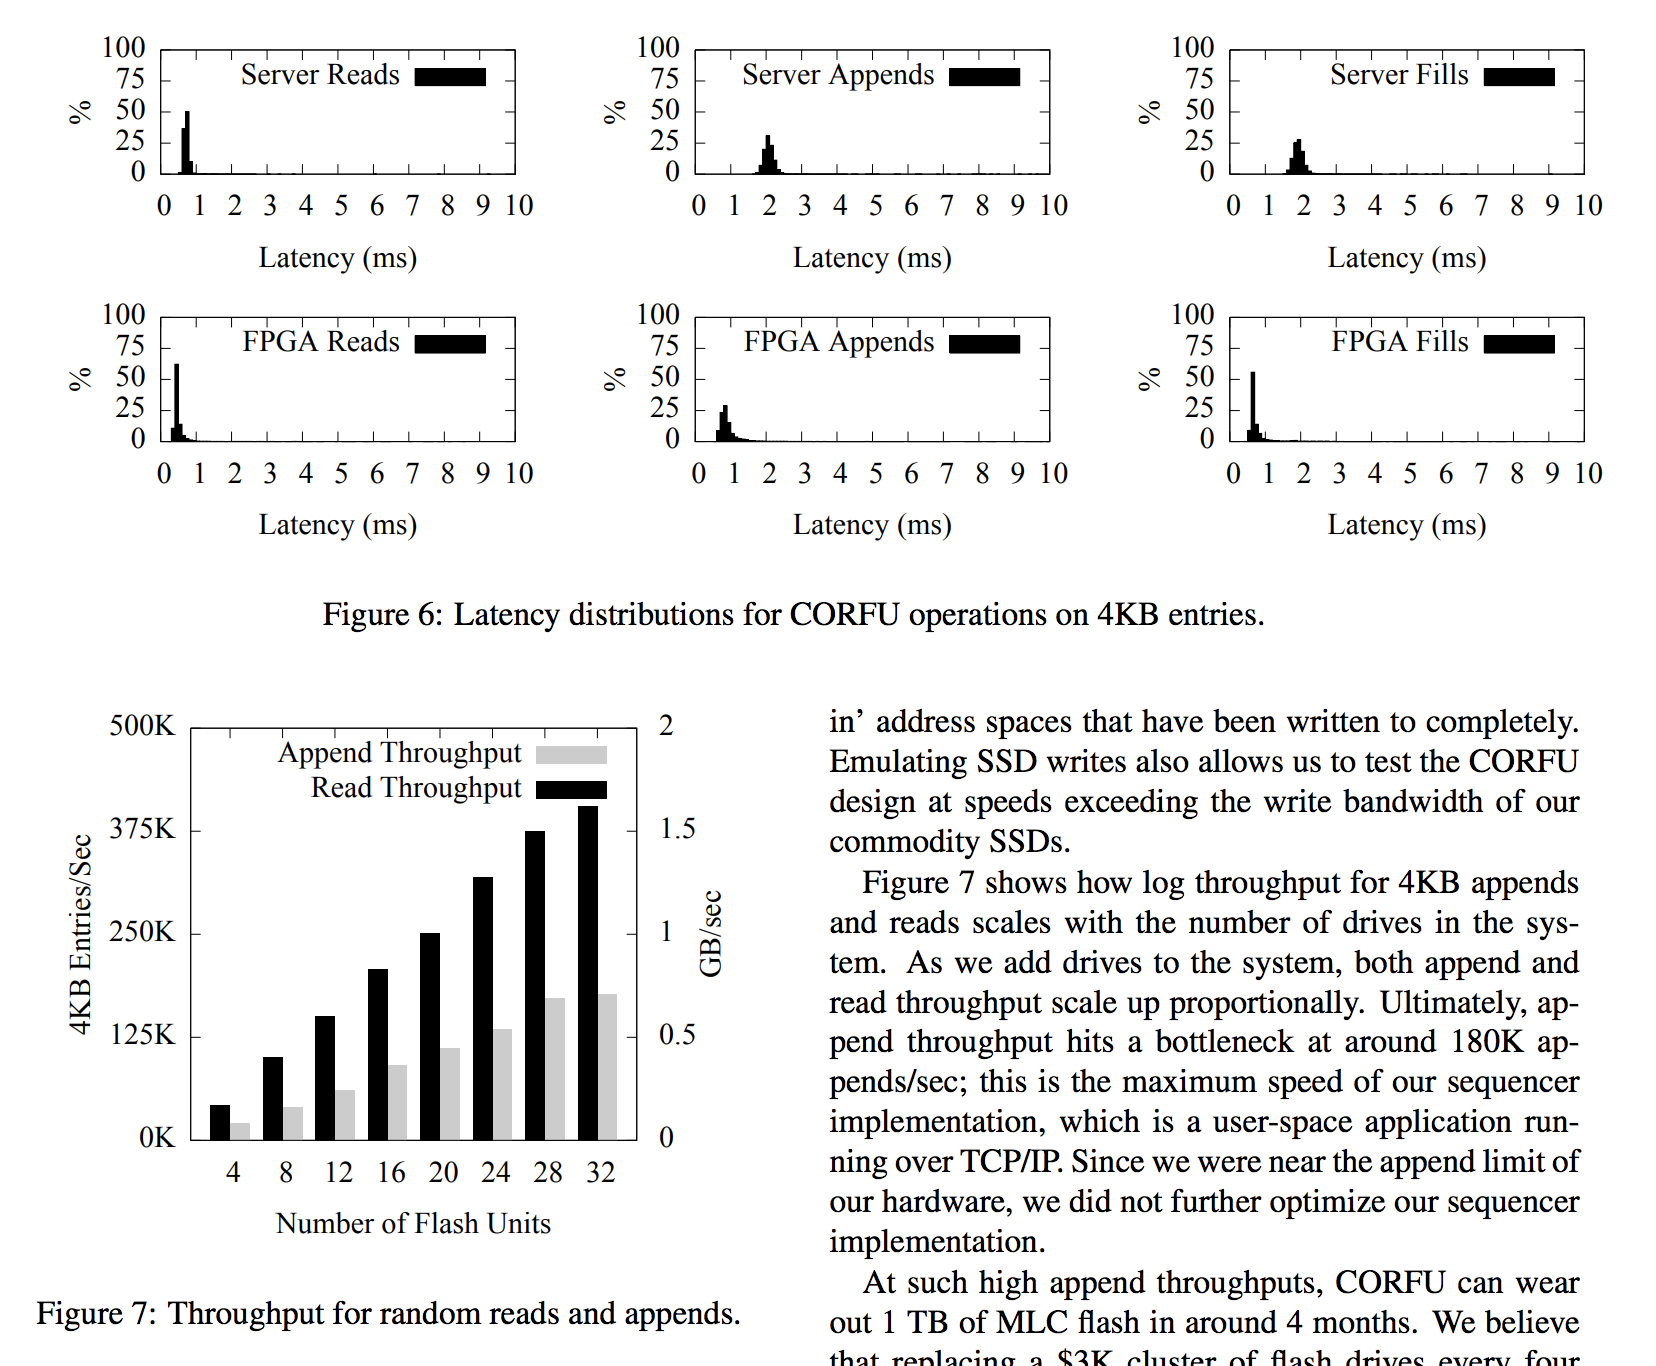 100
75
50
25
0
%
Server Reads
0 1 2 3 4 5 6 7 8 9 10
Latency (ms)
100
75
50
25
0
%
Server Appends
0 1 2 3 4 5 6 7 8 9 10
Latency (ms)
100
75
50
25
0
%
Server Fills
0 1 2 3 4 5 6 7 8 9 10
Latency (ms)
100
75
50
25
0
%
FPGA Reads
0 1 2 3 4 5 6 7 8 9 10
Latency (ms)
100
75
50
25
0
%
FPGA Appends
0 1 2 3 4 5 6 7 8 9 10
Latency (ms)
100
75
50
25
0
%
FPGA Fills
0 1 2 3 4 5 6 7 8 9 10
Latency (ms)
Figure 6: Latency distributions for CORFU operations on 4KB entries.
500K
375K
250K
125K
0K
4KB Entries/Sec
Append Throughput
Read Throughput
2
1.5
1
0.5
0
GB/sec
4 8 12 16 20 24 28 32
Number of Flash Units
Figure 7: Throughput for random reads and appends.
in’ address spaces that have been written to completely.
Emulating SSD writes also allows us to test the CORFU
design at speeds exceeding the write bandwidth of our
commodity SSDs.
Figure 7 shows how log throughput for 4KB appends
and reads scales with the number of drives in the sys-
tem. As we add drives to the system, both append and
read throughput scale up proportionally. Ultimately, ap-
pend throughput hits a bottleneck at around 180K ap-
pends/sec; this is the maximum speed of our sequencer
implementation, which is a user-space application run-
ning over TCP/IP. Since we were near the append limit of
our hardware, we did not further optimize our sequencer
implementation.
At such high append throughputs, CORFU can wear
out 1 TB of MLC flash in around 4 months. We believe
that replacing a $3K cluster of flash drives every four